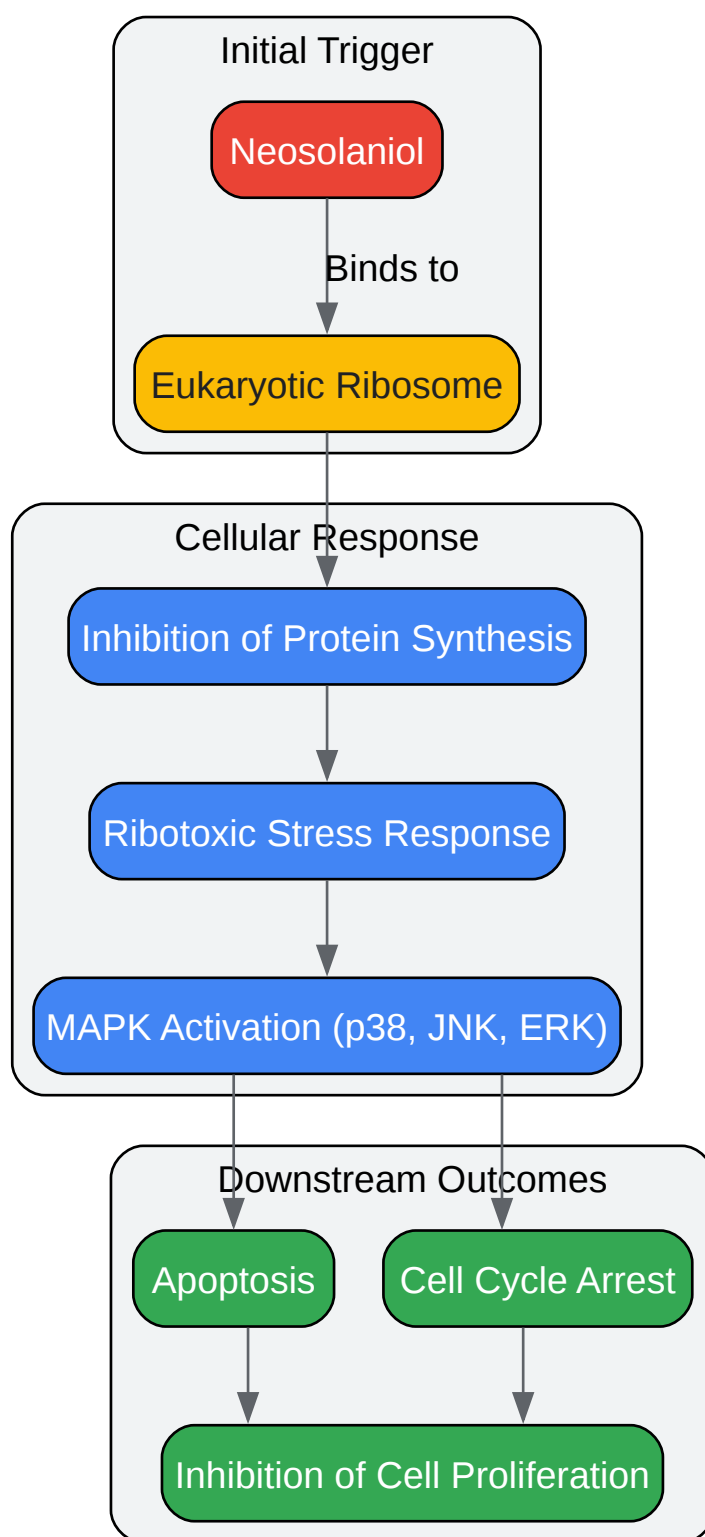 Initial Trigger
Neosolaniol
Binds to
Eukaryotic Ribosome
Cellular Response
Inhibition of Protein Synthesis
Ribotoxic Stress Response
MAPK Activation (p38, JNK, ERK)
Downstream Outcomes
Apoptosis
Cell Cycle Arrest
Inhibition of Cell Proliferation